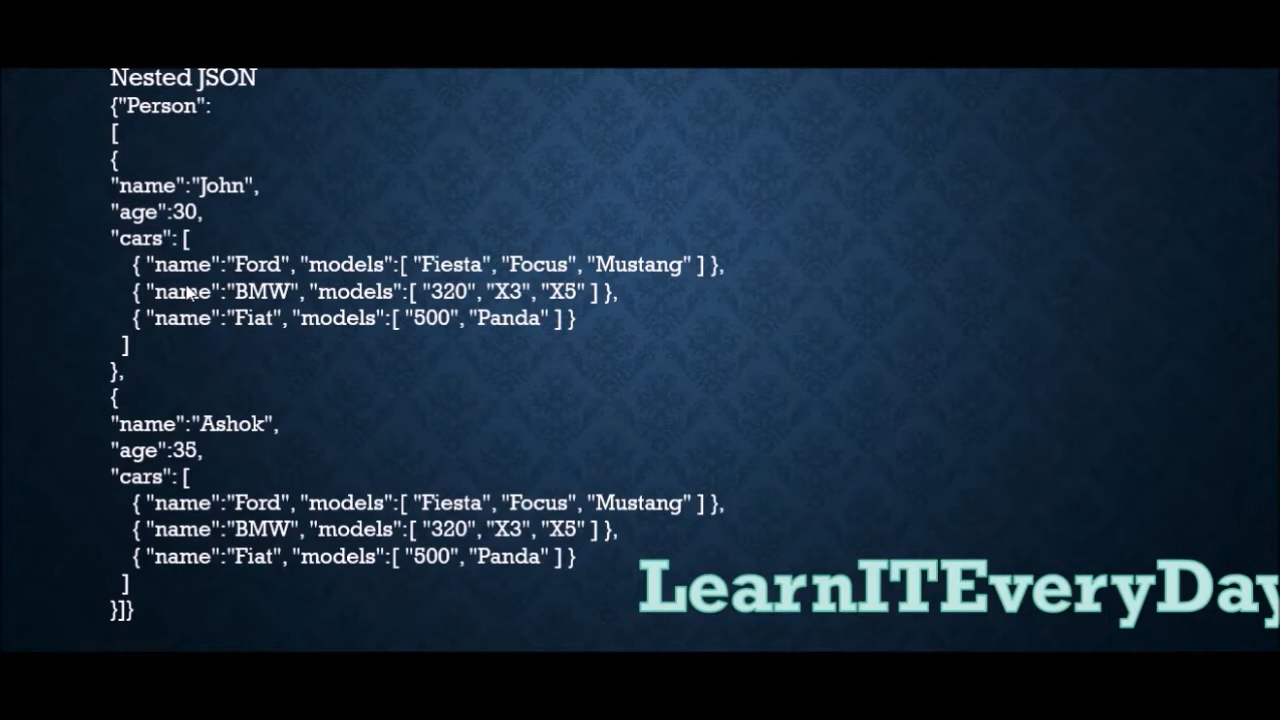 Nested JSON
{"Person":
[
{
"name":"John",
"age":30,
"cars": [
{ "name":"Ford", "models":[ "Fiesta", "Focus", "Mustang" ] },
{ "name":"BMW", "models":[ "320", "X3", "X5" ] },
{ "name":"Fiat", "models":[ "500", "Panda" ] }
]
},
{
"name":"Ashok",
"age":35,
"cars": [
{ "name":"Ford", "models":[ "Fiesta", "Focus", "Mustang" ] },
{ "name":"BMW", "models":[ "320", "X3", "X5" ] },
{ "name":"Fiat", "models":[ "500", "Panda" ] }
]
}]}
LearnITEveryDay